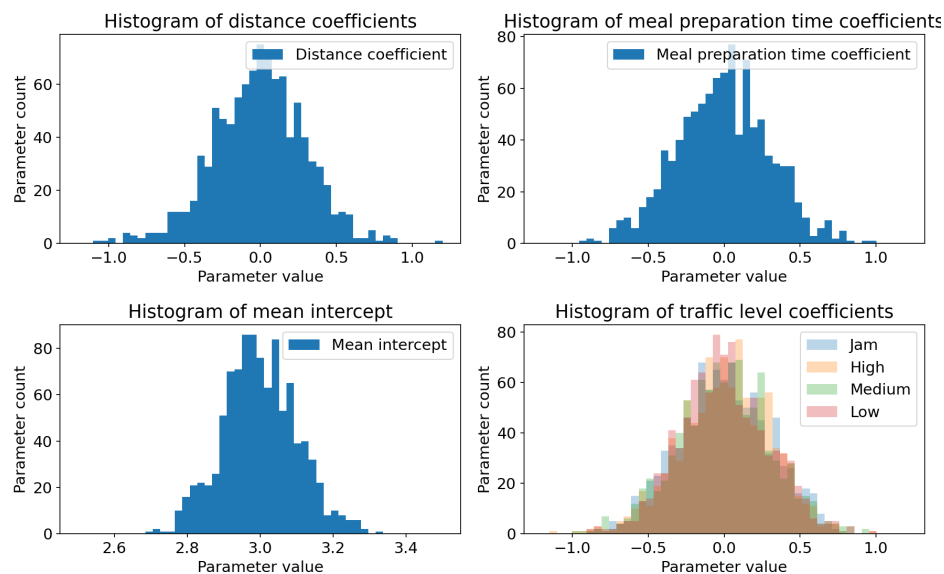 Histogram of distance coefficients
Distance coefficient
Parameter count
60
40
20
0
−1.0 −0.5 0.0 0.5 1.0
Parameter value
Histogram of meal preparation time coefficients
Meal preparation time coefficient
Parameter count
80
60
40
20
0
−1.0 −0.5 0.0 0.5 1.0
Parameter value
Histogram of mean intercept
Mean intercept
Parameter count
80
60
40
20
0
2.6 2.8 3.0 3.2 3.4
Parameter value
Histogram of traffic level coefficients
Jam
High
Medium
Low
Parameter count
80
60
40
20
0
−1.0 −0.5 0.0 0.5 1.0
Parameter value